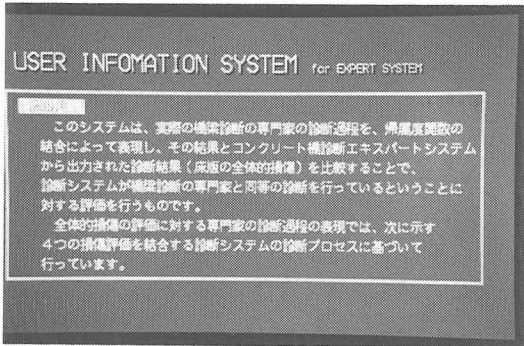 USER INFOMATION SYSTEM for EXPERT SYSTEM
このシステムは、実際の橋梁診断の専門家の診断過程を、帰属度関数の
結合によって表現し、その結果とコンクリート橋診断エキスパートシステム
から出力された診断結果（床版の全体的損傷）を比較することで、
診断システムが橋梁診断の専門家と同等の診断を行っているということに
対する評価を行うものです。
全体的損傷の評価に対する専門家の診断過程の表現では、次に示す
４つの損傷評価を結合する診断システムの診断プロセスに基づいて
行っています。